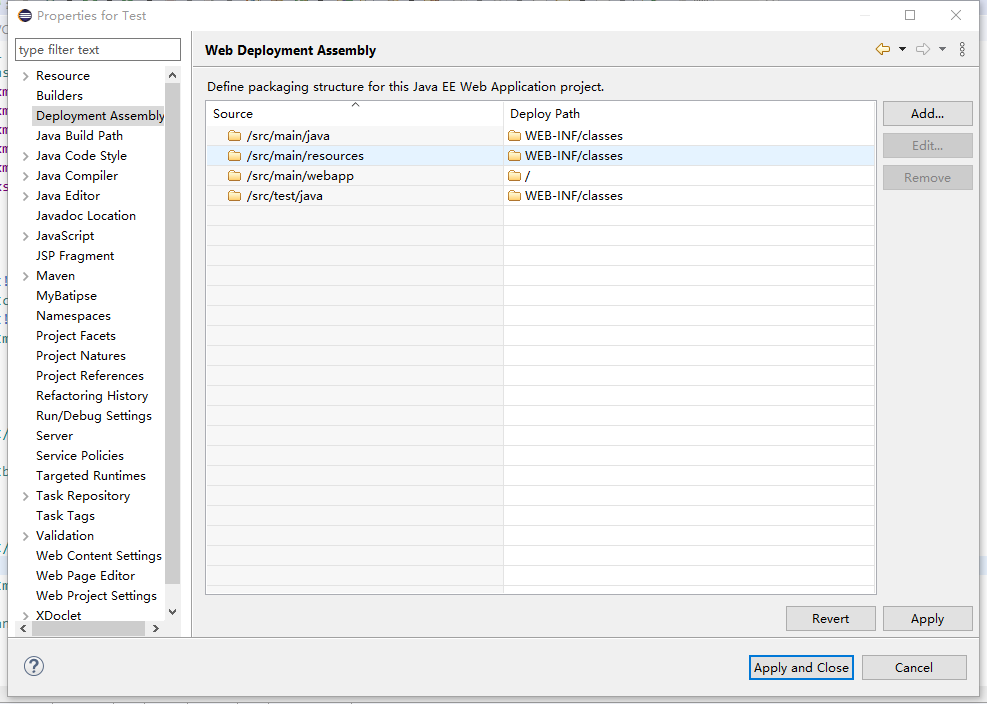 Properties for Test
type filter text
Resource
Builders
Deployment Assembly
Java Build Path
Java Code Style
Java Compiler
Java Editor
Javadoc Location
JavaScript
JSP Fragment
Maven
MyBatipse
Namespaces
Project Facets
Project Natures
Project References
Refactoring History
Run/Debug Settings
Server
Service Policies
Targeted Runtimes
Task Repository
Task Tags
Validation
Web Content Settings
Web Page Editor
Web Project Settings
XDoclet
Web Deployment Assembly
Define packaging structure for this Java EE Web Application project.
Source Deploy Path
/src/main/java WEB-INF/classes
/src/main/resources WEB-INF/classes
/src/main/webapp /
/src/test/java WEB-INF/classes
Add...
Edit...
Remove
Revert Apply
Apply and Close Cancel